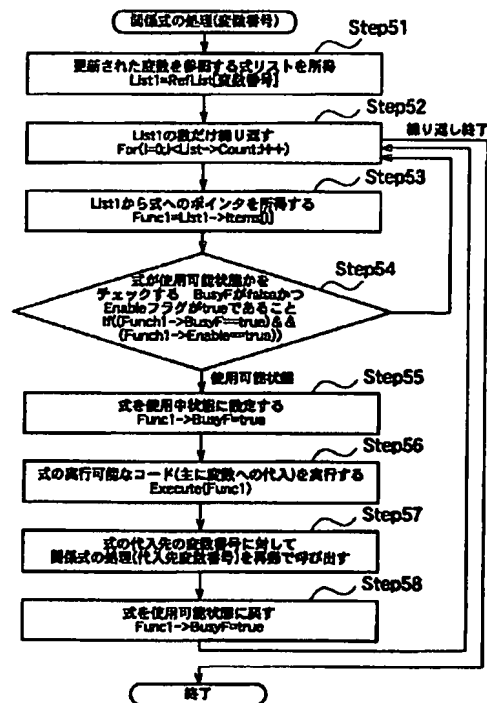 関係式の処理(変数番号)
Step51
更新された変数を参照する式リストを所得
List1=RefList[変数番号]
Step52
List1の数だけ繰り返す
For(i=0;i<List->Count;i++)
繰り返し終了
Step53
List1から式へのポインタを所得する
Func1=List1->Items[i]
Step54
式が使用可能状態かを
チェックする BusyFがfalseかつ
Enableフラグがtrueであること
If((Funch1->BusyF==true)&&
(Funch1->Enable==true))
使用可能状態
Step55
式を使用中状態に設定する
Func1->BusyF=true
Step56
式の実行可能なコード(主に変数への代入)を実行する
Execute(Func1)
Step57
式の代入先の変数番号に対して
関係式の処理(代入先変数番号)を再帰で呼び出す
Step58
式を使用可能状態に戻す
Func1->BusyF=true
終了